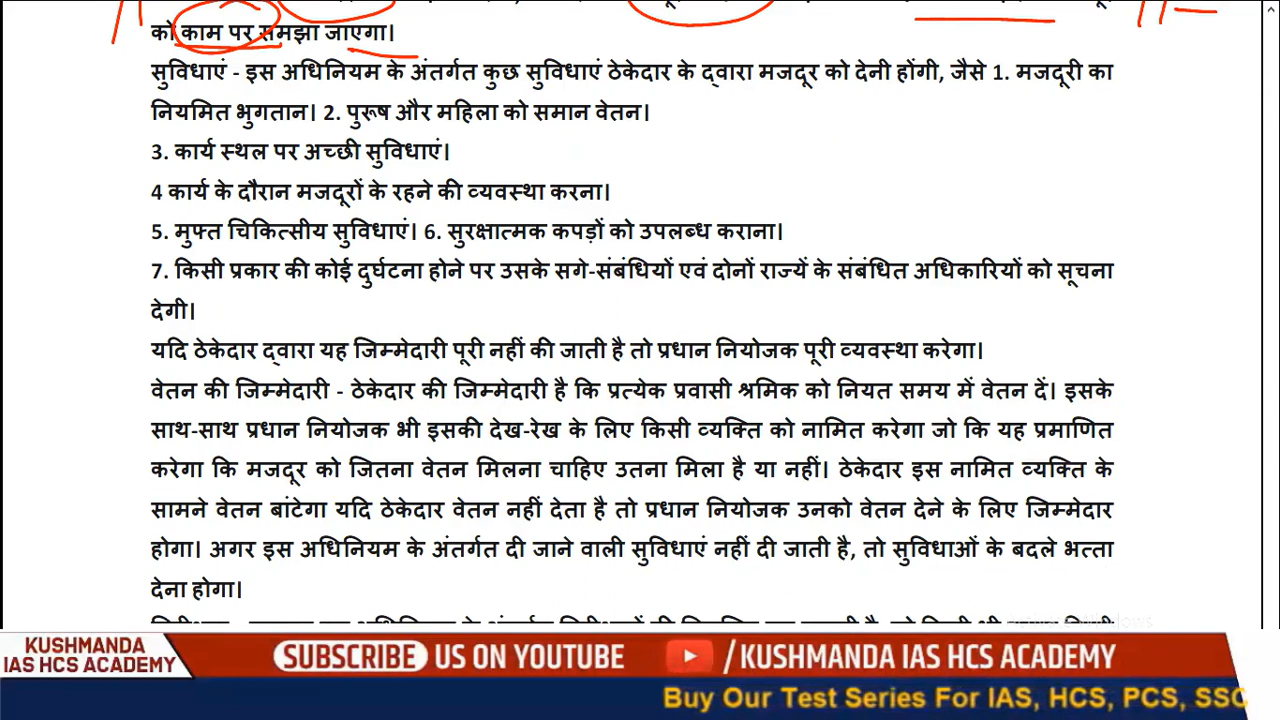 को काम पर समझा जाएगा।
सुविधाएं - इस अधिनियम के अंतर्गत कुछ सुविधाएं ठेकेदार के द्वारा मजदूर को देनी होंगी, जैसे 1. मजदूरी का
नियमित भुगतान। 2. पुरूष और महिला को समान वेतन।
3. कार्य स्थल पर अच्छी सुविधाएं।
4 कार्य के दौरान मजदूरों के रहने की व्यवस्था करना।
5. मुफ्त चिकित्सीय सुविधाएं। 6. सुरक्षात्मक कपड़ों को उपलब्ध कराना।
7. किसी प्रकार की कोई दुर्घटना होने पर उसके सगे-संबंधियों एवं दोनों राज्यें के संबंधित अधिकारियों को सूचना
देगी।
यदि ठेकेदार द्वारा यह जिम्मेदारी पूरी नहीं की जाती है तो प्रधान नियोजक पूरी व्यवस्था करेगा।
वेतन की जिम्मेदारी - ठेकेदार की जिम्मेदारी है कि प्रत्येक प्रवासी श्रमिक को नियत समय में वेतन दें। इसके
साथ-साथ प्रधान नियोजक भी इसकी देख-रेख के लिए किसी व्यक्ति को नामित करेगा जो कि यह प्रमाणित
करेगा कि मजदूर को जितना वेतन मिलना चाहिए उतना मिला है या नहीं। ठेकेदार इस नामित व्यक्ति के
सामने वेतन बांटेगा यदि ठेकेदार वेतन नहीं देता है तो प्रधान नियोजक उनको वेतन देने के लिए जिम्मेदार
होगा। अगर इस अधिनियम के अंतर्गत दी जाने वाली सुविधाएं नहीं दी जाती है, तो सुविधाओं के बदले भत्ता
देना होगा।
KUSHMANDA
IAS HCS ACADEMY
SUBSCRIBE US ON YOUTUBE /KUSHMANDA IAS HCS ACADEMY
Buy Our Test Series For IAS, HCS, PCS, SSC